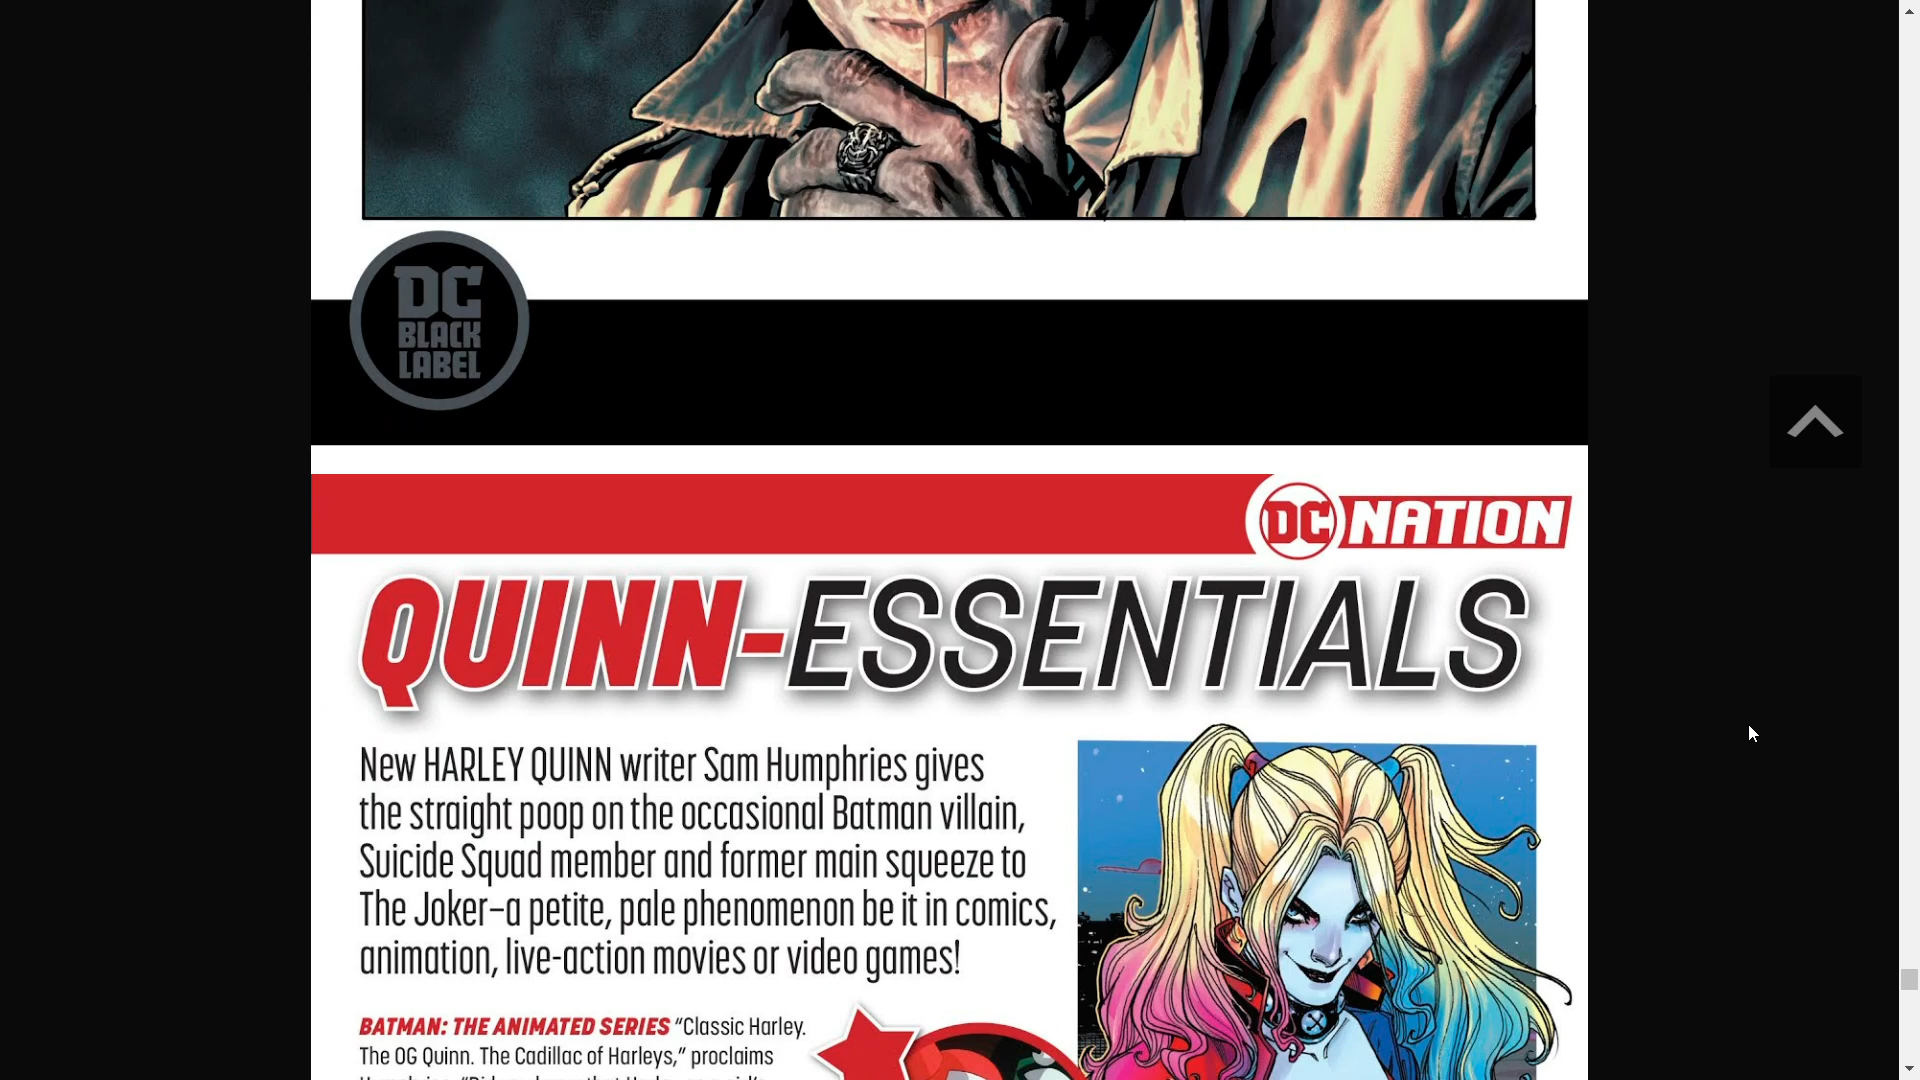 DC
BLACK
LABEL
DC NATION
QUINN-ESSENTIALS
New HARLEY QUINN writer Sam Humphries gives
the straight poop on the occasional Batman villain,
Suicide Squad member and former main squeeze to
The Joker–a petite, pale phenomenon be it in comics,
animation, live-action movies or video games!
BATMAN: THE ANIMATED SERIES “Classic Harley.
The OG Quinn. The Cadillac of Harleys,” proclaims